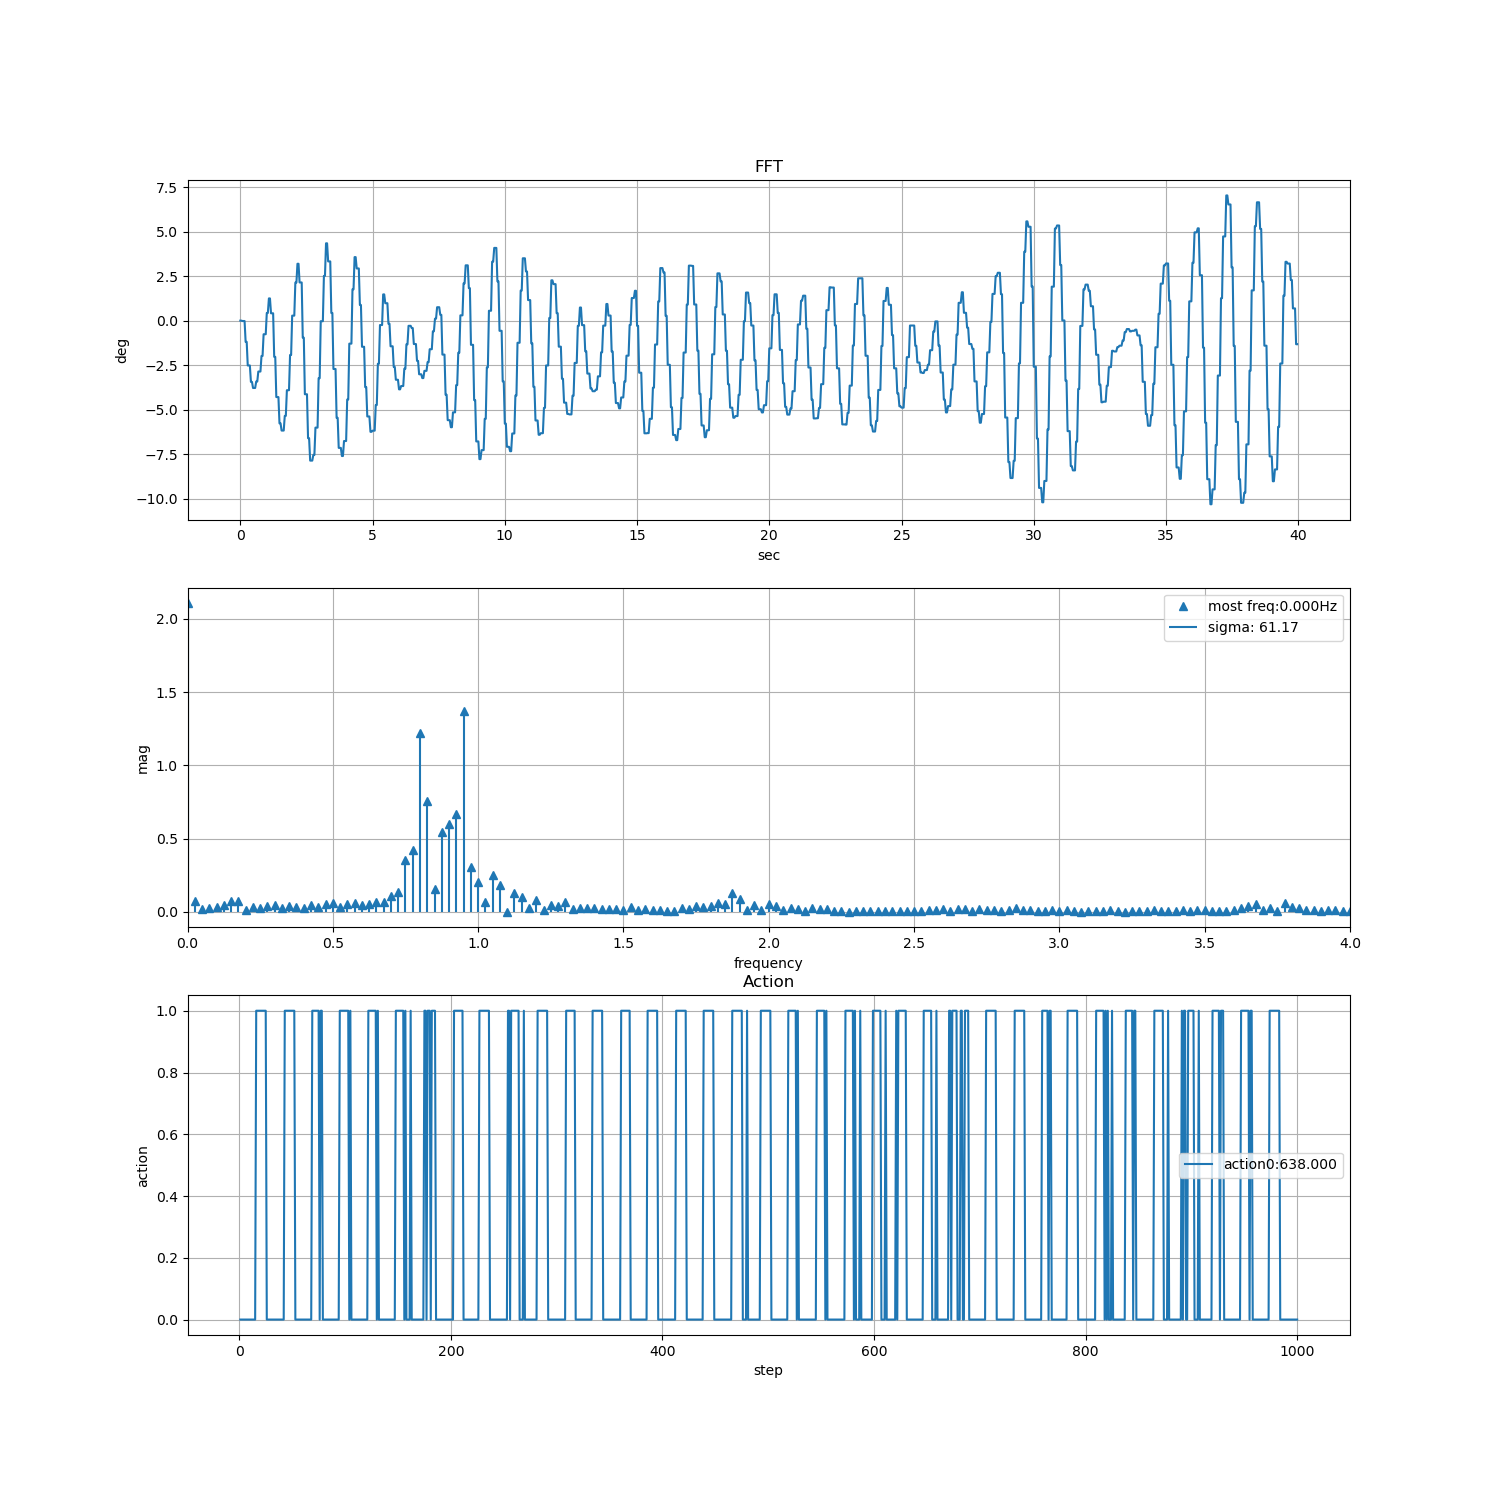 FFT
7.5
5.0
2.5
0.0
−2.5
−5.0
−7.5
−10.0
deg
0 5 10 15 20 25 30 35 40
sec
2.0
1.5
1.0
0.5
0.0
mag
most freq:0.000Hz
sigma: 61.17
0.0 0.5 1.0 1.5 2.0 2.5 3.0 3.5 4.0
frequency
Action
1.0
0.8
0.6
0.4
0.2
0.0
action
action0:638.000
0 200 400 600 800 1000
step